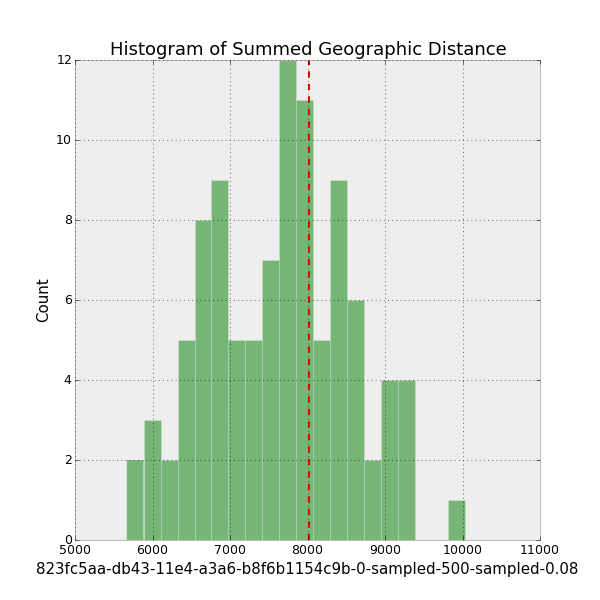 Histogram of Summed Geographic Distance
12
10
8
6
4
2
0
Count
5000 6000 7000 8000 9000 10000 11000
823fc5aa-db43-11e4-a3a6-b8f6b1154c9b-0-sampled-500-sampled-0.08